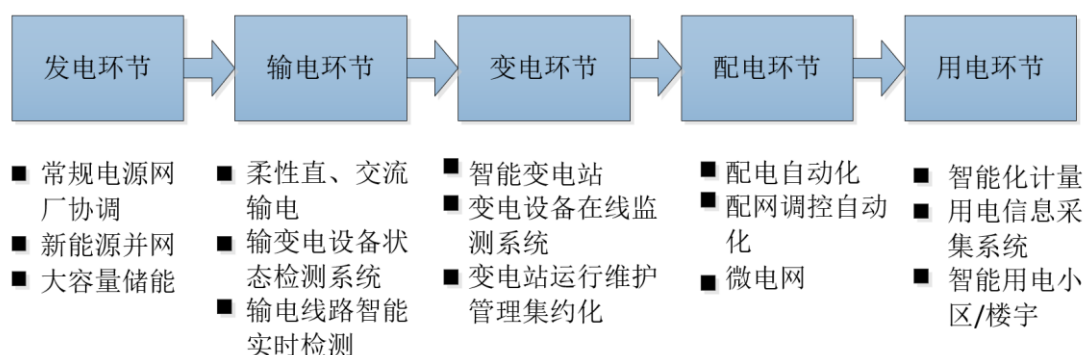 发电环节
输电环节
变电环节
配电环节
用电环节
常规电源网
厂协调
新能源并网
大容量储能
柔性直、交流
输电
输变电设备状
态检测系统
输电线路智能
实时检测
智能变电站
变电设备在线监
测系统
变电站运行维护
管理集约化
配电自动化
配网调控自动
化
微电网
智能化计量
用电信息采
集系统
智能用电小
区/楼宇